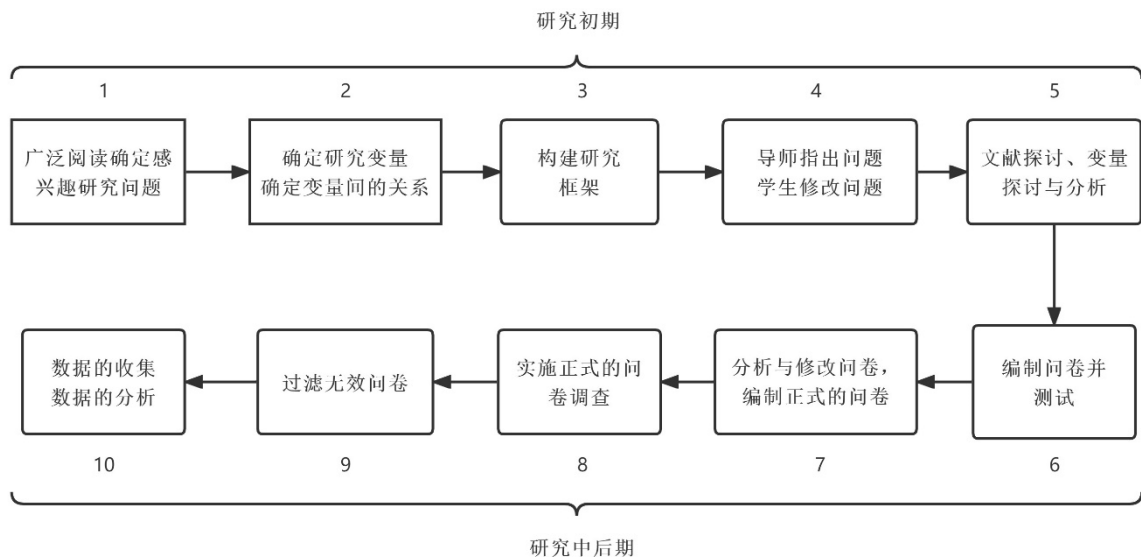 研究初期
1
2
3
4
5
广泛阅读确定感
兴趣研究问题
确定研究变量
确定变量间的关系
构建研究
框架
导师指出问题
学生修改问题
文献探讨、变量
探讨与分析
数据的收集
数据的分析
过滤无效问卷
实施正式的问
卷调查
分析与修改问卷，
编制正式的问卷
编制问卷并
测试
10
9
8
7
6
研究中后期